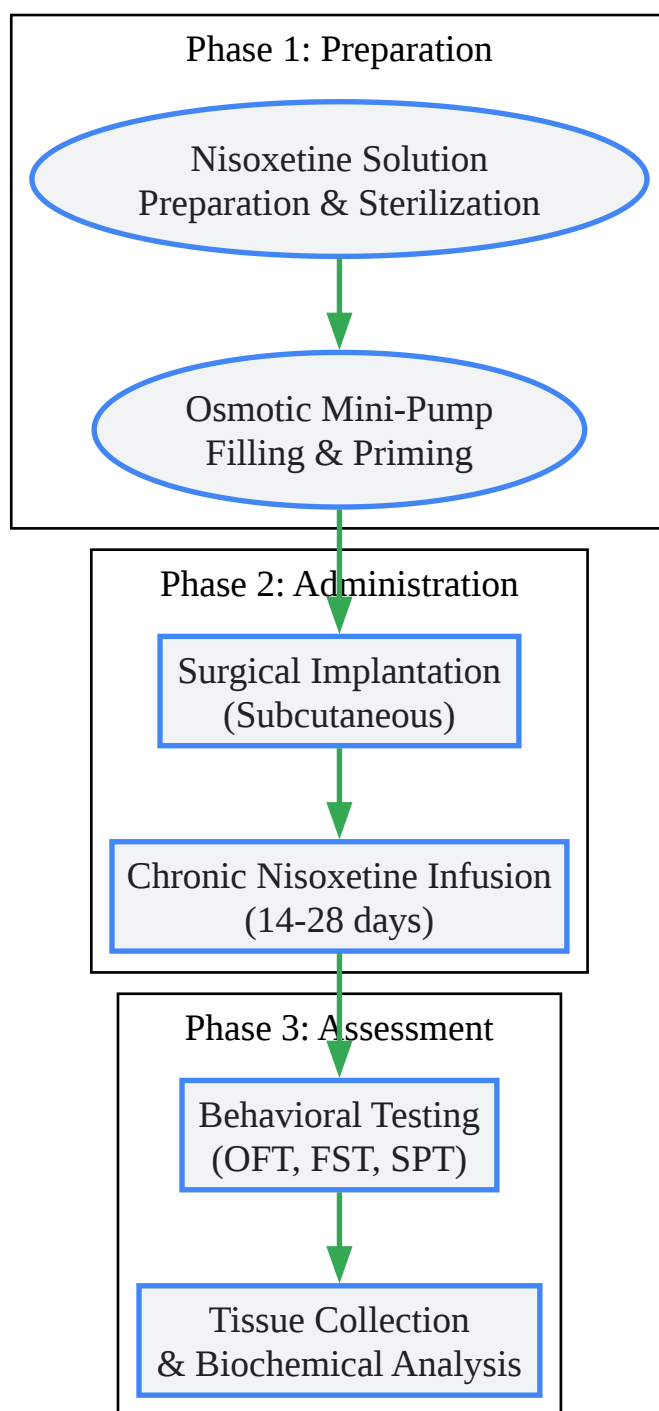 Phase 1: Preparation
Nisoxetine Solution
Preparation & Sterilization
Osmotic Mini-Pump
Filling & Priming
Phase 2: Administration
Surgical Implantation
(Subcutaneous)
Chronic Nisoxetine Infusion
(14-28 days)
Phase 3: Assessment
Behavioral Testing
(OFT, FST, SPT)
Tissue Collection
& Biochemical Analysis